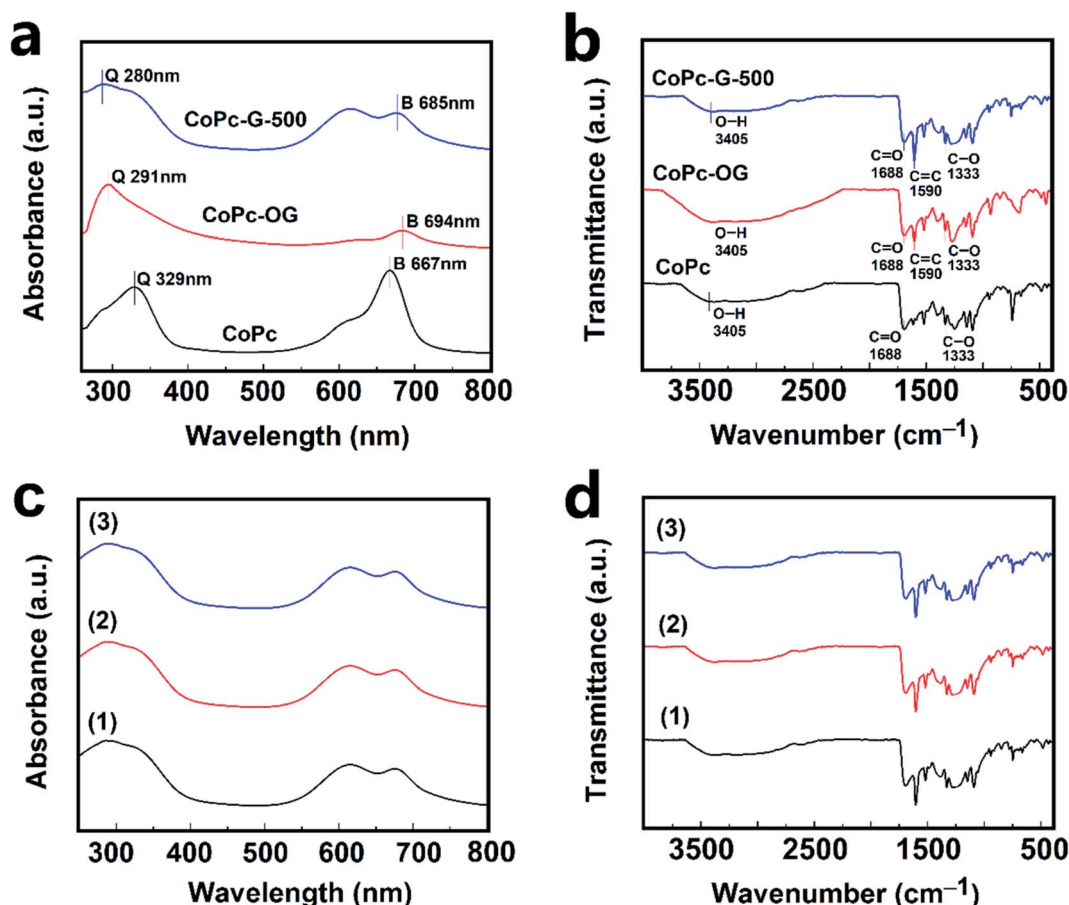 a
Absorbance (a.u.)
Q 280nm
B 685nm
CoPc-G-500
Q 291nm
CoPc-OG
B 694nm
Q 329nm
B 667nm
CoPc
300 400 500 600 700 800
Wavelength (nm)
b
Transmittance (a.u.)
CoPc-G-500
O–H
3405
C=O
1688
C=C
1590
C–O
1333
CoPc-OG
O–H
3405
C=O
1688
C=C
1590
C–O
1333
CoPc
O–H
3405
C=O
1688
C–O
1333
3500 2500 1500 500
Wavenumber (cm⁻¹)
c
Absorbance (a.u.)
(3)
(2)
(1)
300 400 500 600 700 800
Wavelength (nm)
d
Transmittance (a.u.)
(3)
(2)
(1)
3500 2500 1500 500
Wavenumber (cm⁻¹)